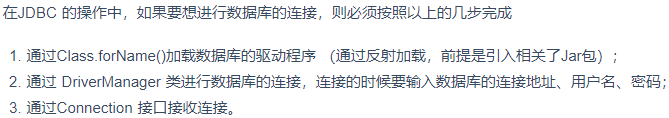 在JDBC 的操作中，如果要想进行数据库的连接，则必须按照以上的几步完成
1. 通过Class.forName()加载数据库的驱动程序 （通过反射加载，前提是引入相关了Jar包）；
2. 通过 DriverManager 类进行数据库的连接，连接的时候要输入数据库的连接地址、用户名、密码；
3. 通过Connection 接口接收连接。